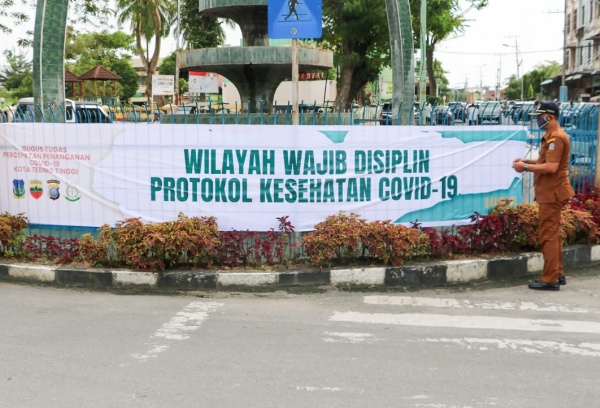 GUGUS TUGAS
PERCEPATAN PENANGANAN
COVID-19
KOTA TEBING TINGGI
WILAYAH WAJIB DISIPLIN
PROTOKOL KESEHATAN COVID-19